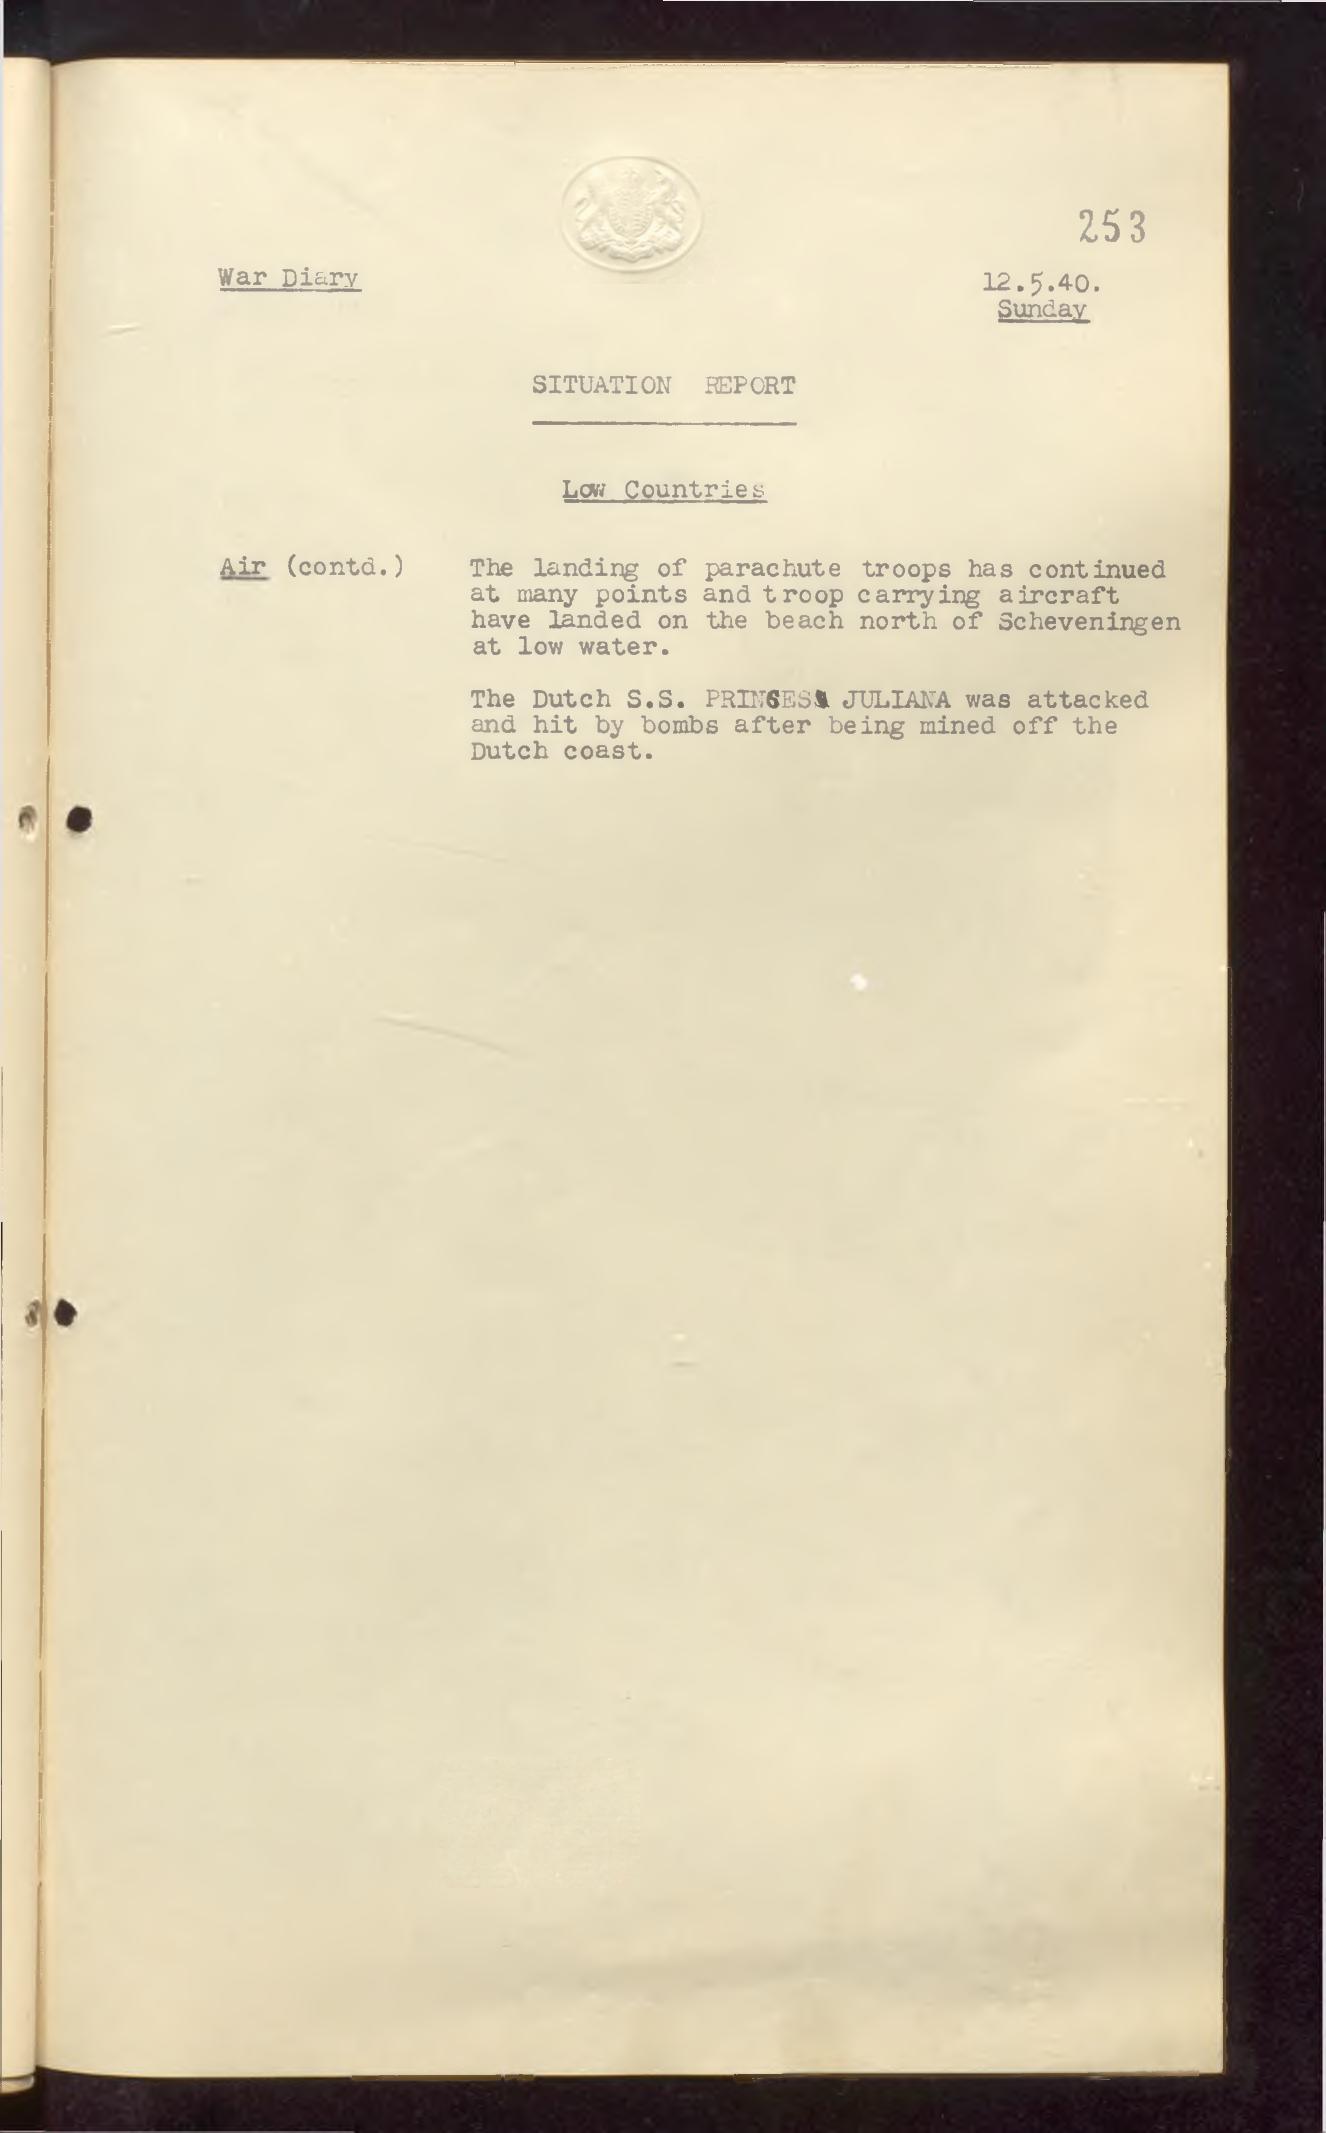 253
War Diary
12.5.40.
Sunday
SITUATION REPORT
Low Countries
Air (contd.)
The landing of parachute troops has continued
at many points and troop carrying aircraft
have landed on the beach north of Scheveningen
at low water.
The Dutch S.S. JULIANA was attacked
and hit by bombs after being mined off the
Dutch coast.